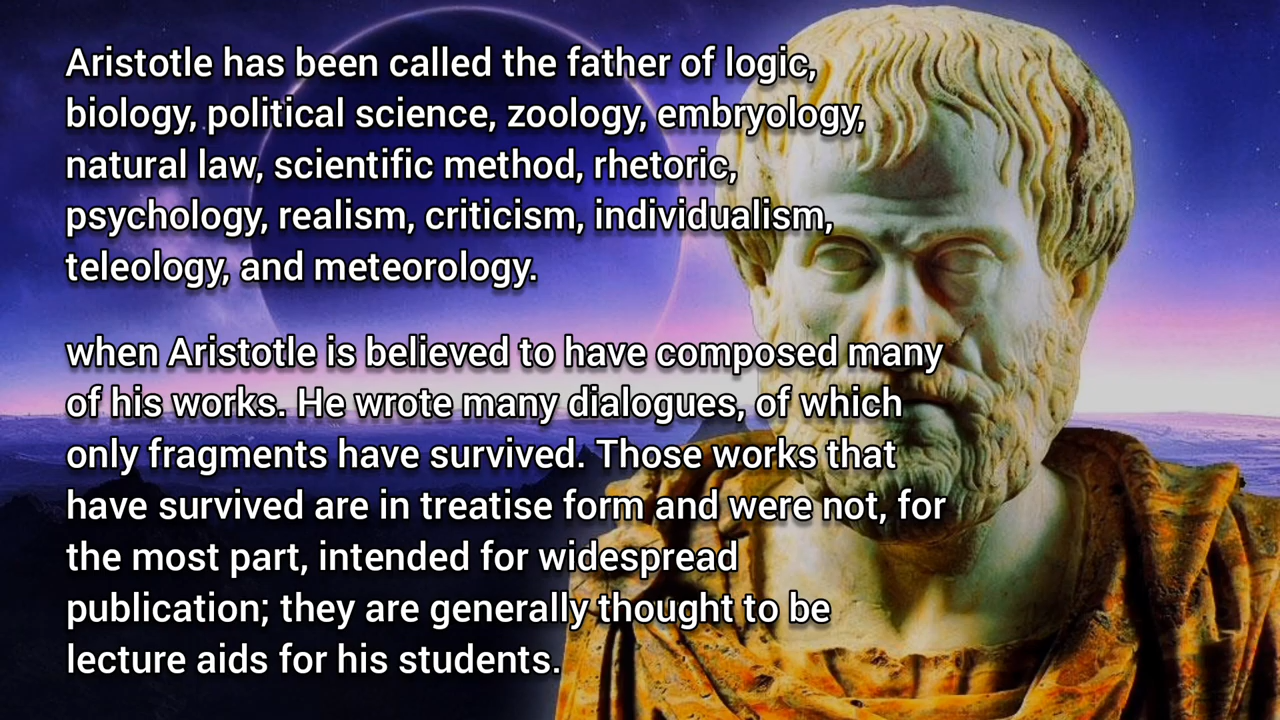 Aristotle has been called the father of logic,
biology, political science, zoology, embryology,
natural law, scientific method, rhetoric,
psychology, realism, criticism, individualism,
teleology, and meteorology.
when Aristotle is believed to have composed many
of his works. He wrote many dialogues, of which
only fragments have survived. Those works that
have survived are in treatise form and were not, for
the most part, intended for widespread
publication; they are generally thought to be
lecture aids for his students.